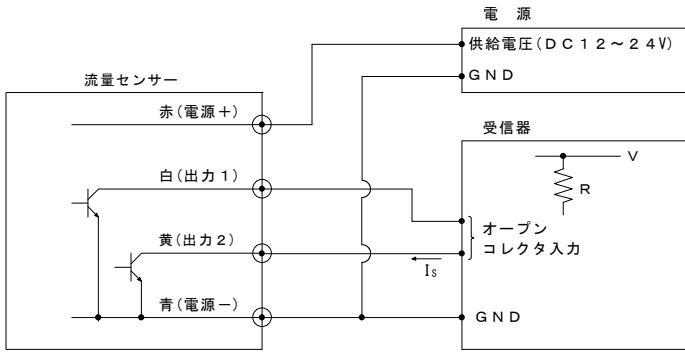 電 源
供給電圧(DC12~24V)
GND
流量センサー
赤(電源+)
受信器
V
R
白(出力1)
オープン
コレクタ入力
黄(出力2)
Is
青(電源-)
GND